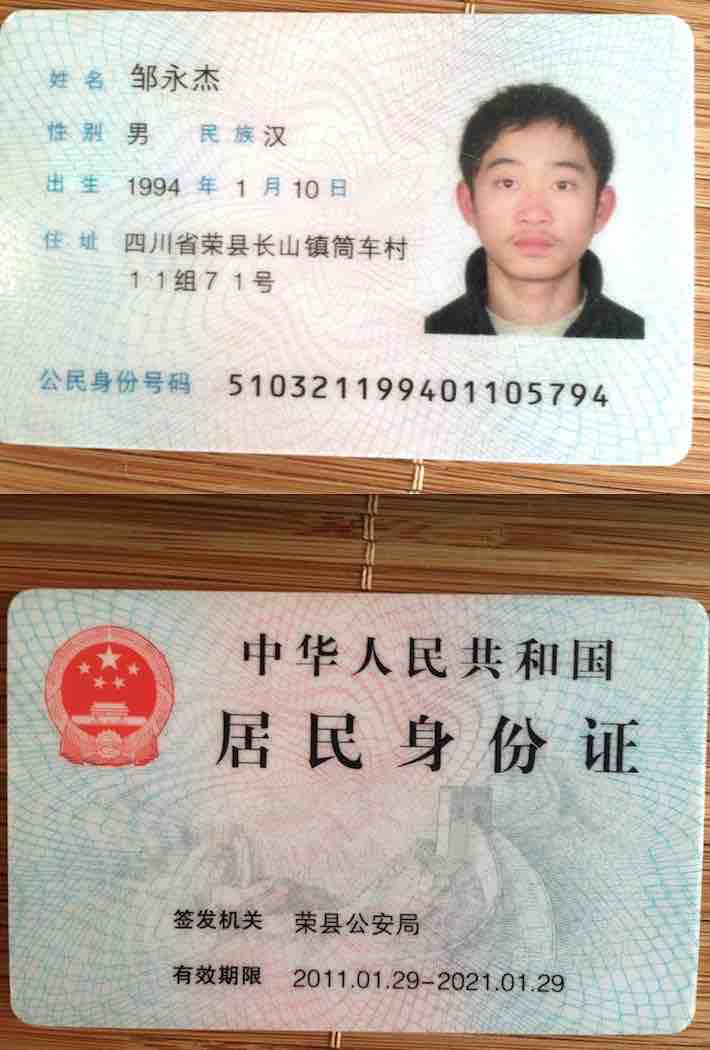 姓名 邹永杰
性别 男 民族 汉
出生 1994 年 1 月 10 日
住址 四川省荣县长山镇筒车村
11组71号
公民身份号码 510321199401105794
中华人民共和国
居民身份证
签发机关 荣县公安局
有效期限 2011.01.29-2021.01.29